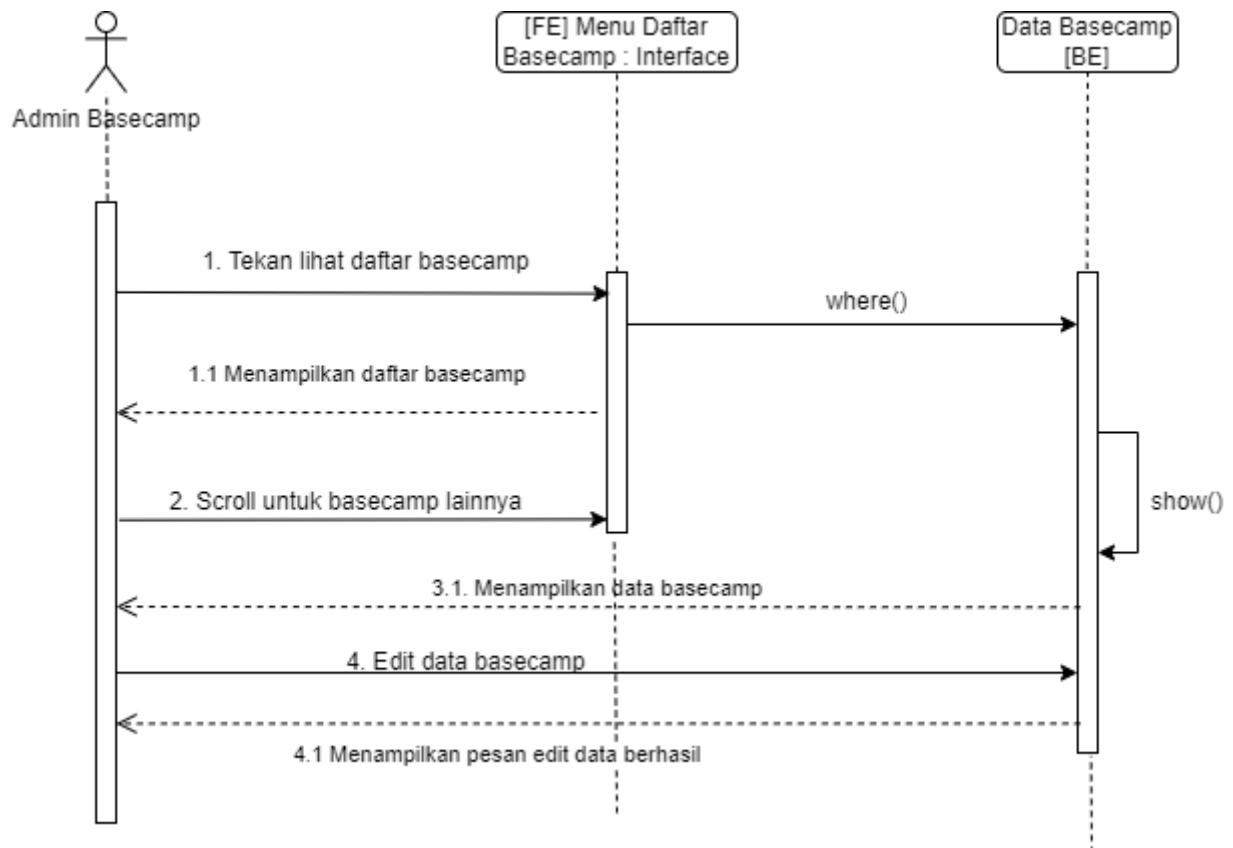 [FE] Menu Daftar
Basecamp : Interface
Data Basecamp
[BE]
Admin Basecamp
1. Tekan lihat daftar basecamp
where()
1.1 Menampilkan daftar basecamp
2. Scroll untuk basecamp lainnya
show()
3.1. Menampilkan data basecamp
4. Edit data basecamp
4.1 Menampilkan pesan edit data berhasil